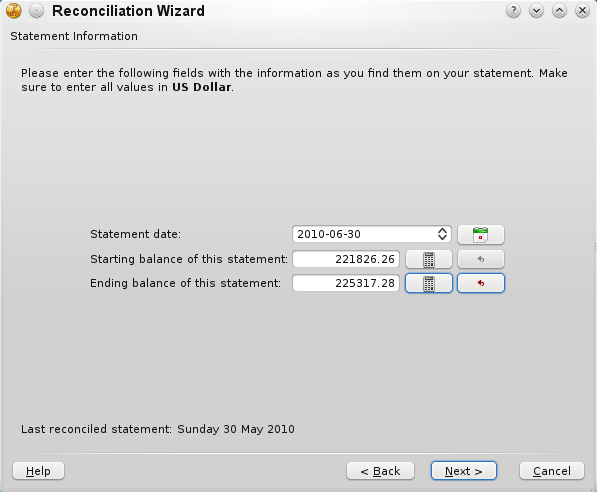 Reconciliation Wizard
Statement Information
Please enter the following fields with the information as you find them on your statement. Make
sure to enter all values in US Dollar.
Statement date: 2010-06-30
Starting balance of this statement: 221826.26
Ending balance of this statement: 225317.28
Last reconciled statement: Sunday 30 May 2010
Help < Back Next > Cancel